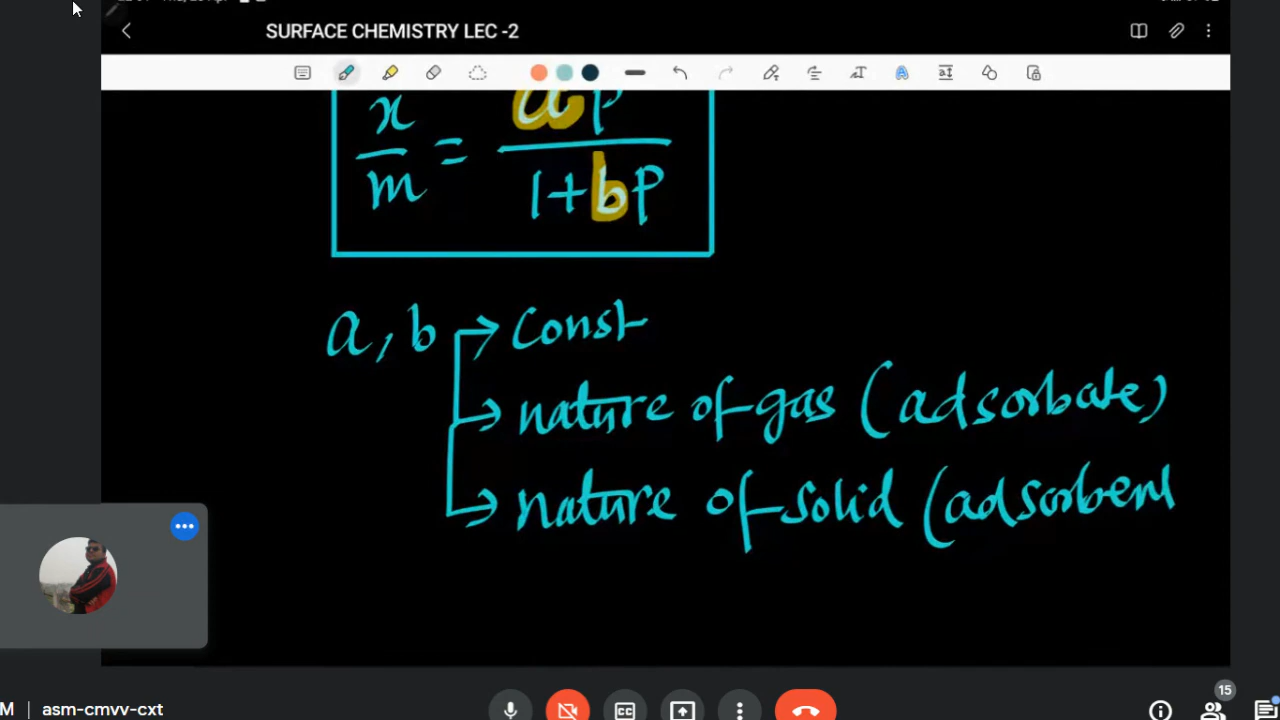 SURFACE CHEMISTRY LEC -2
x/m = ap/1+bp
a, b → const
→ nature of gas (adsorbate)
→ nature of solid (adsorbent
M | asm-cmvv-cxt
15